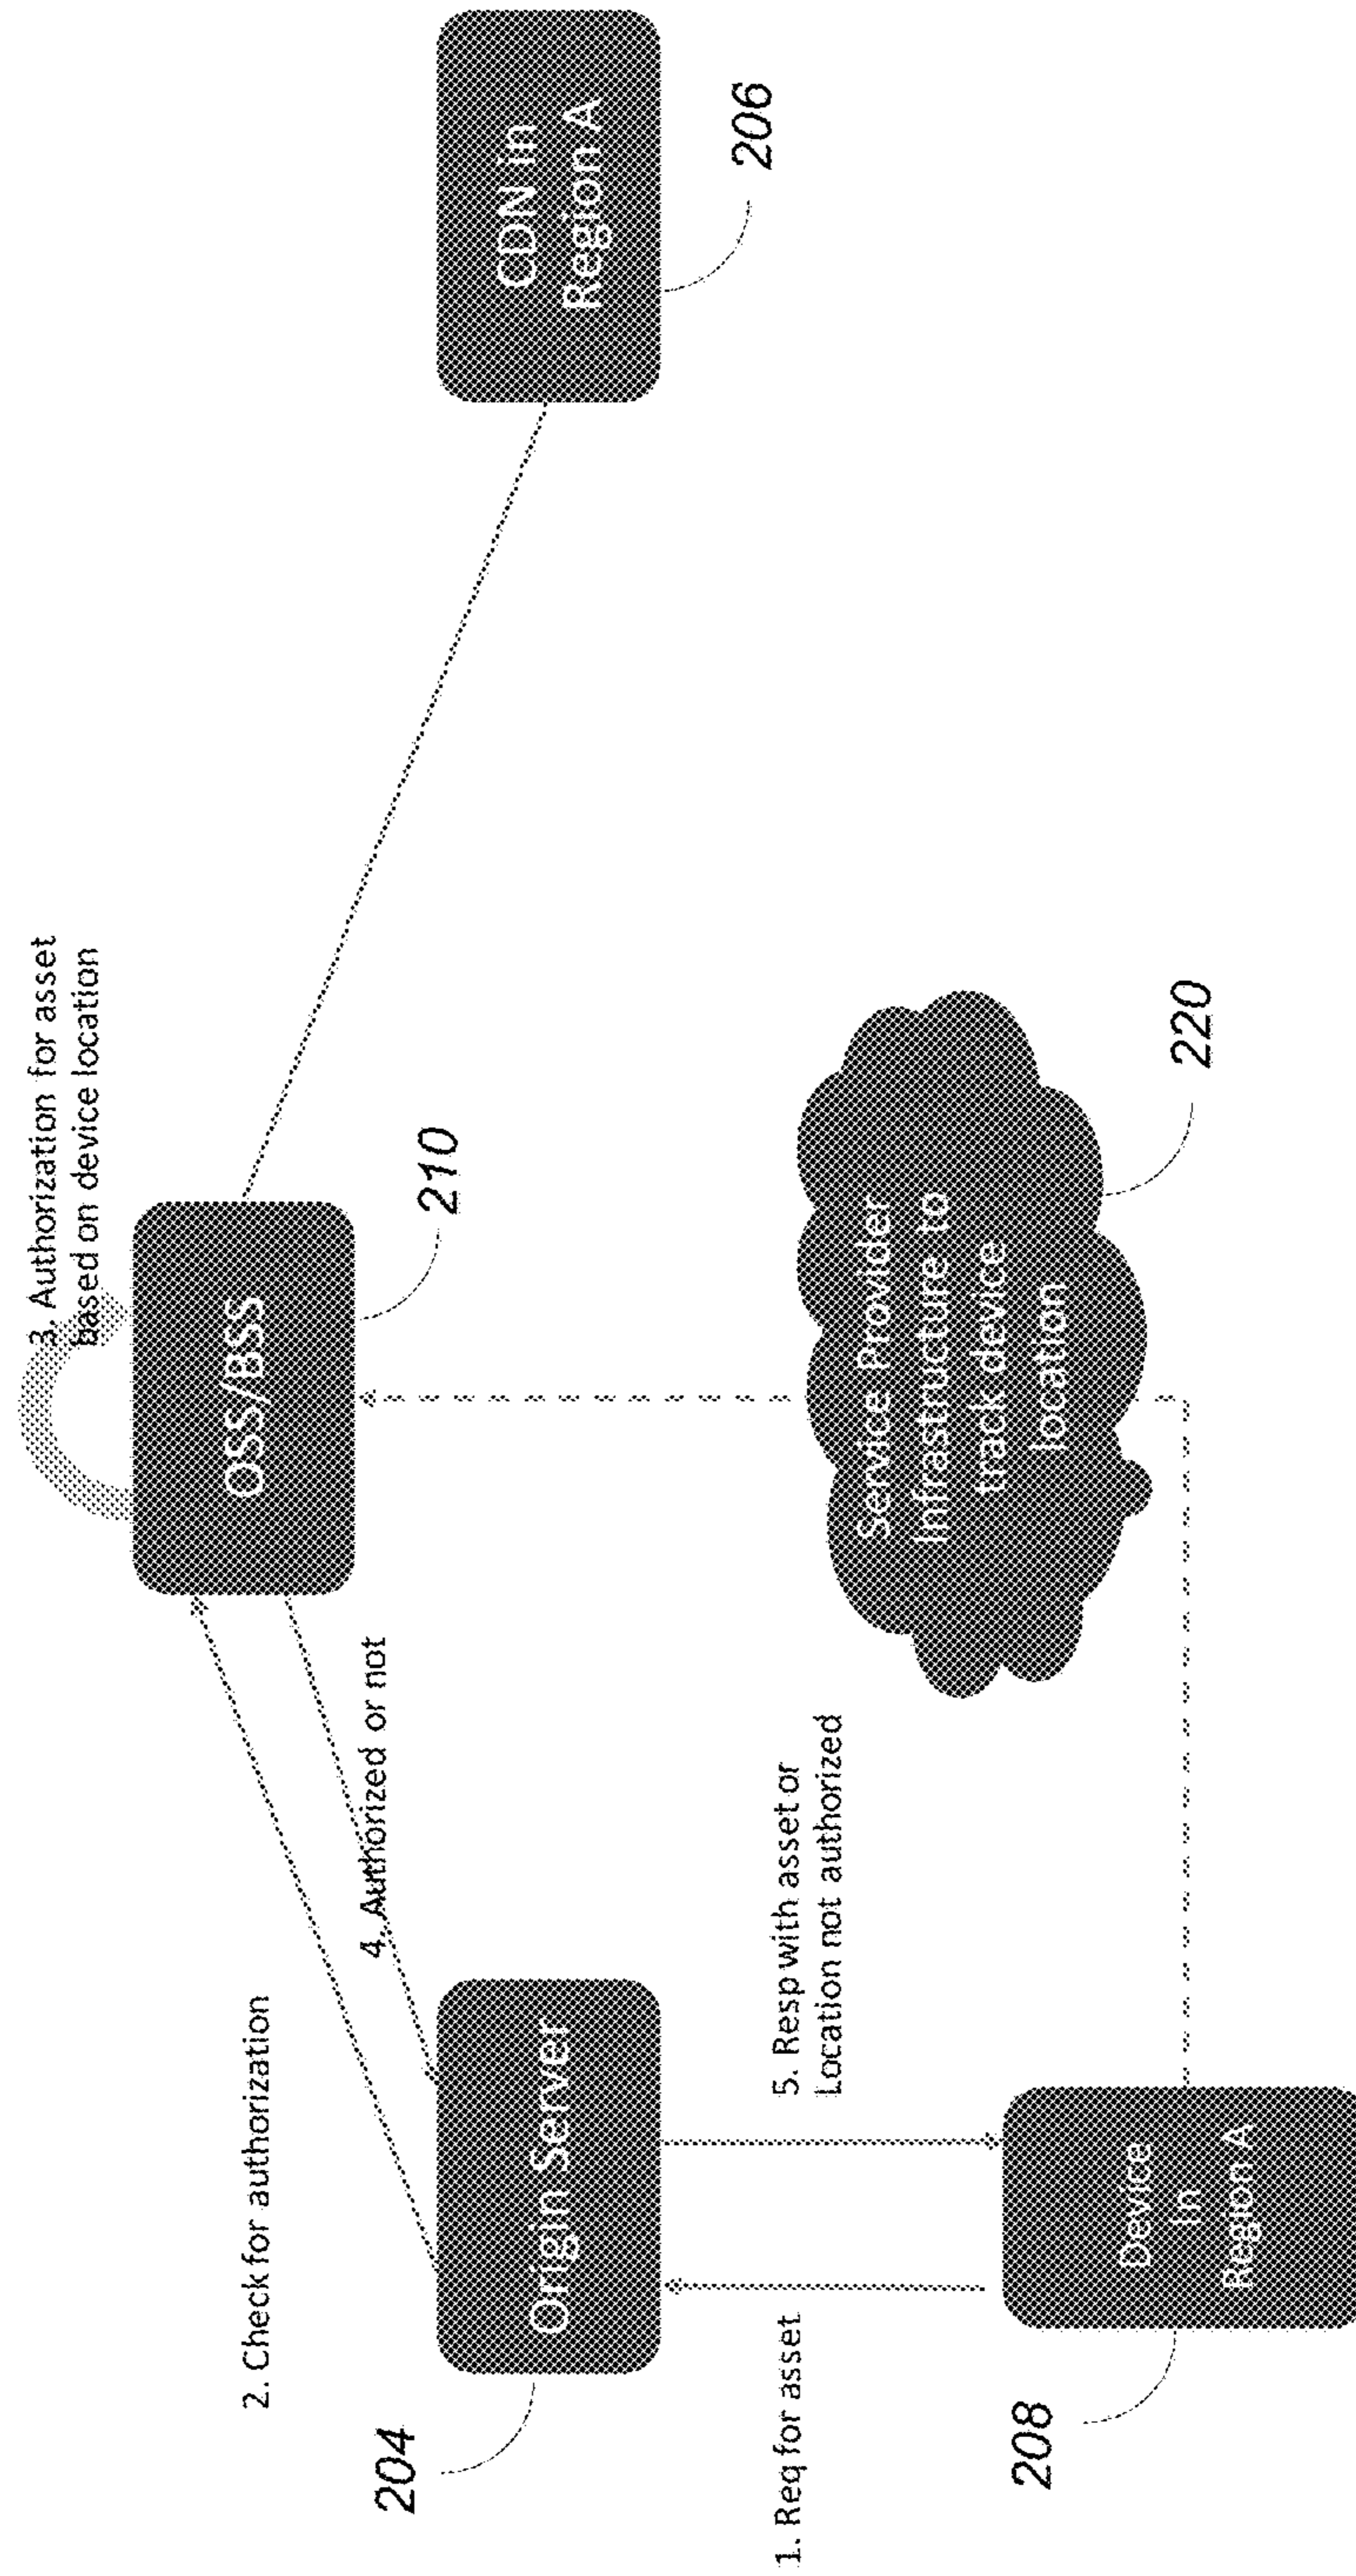 3. Authorization for asset
based on device location
OSS/BSS
210
2. Check for authorization
4. Authorized or not
204
Origin Server
CDN in
Region A
206
1. Req for asset
5. Resp with asset or
Location not authorized
Service Provider
Infrastructure to
track device
location
220
208
Device
In
Region A